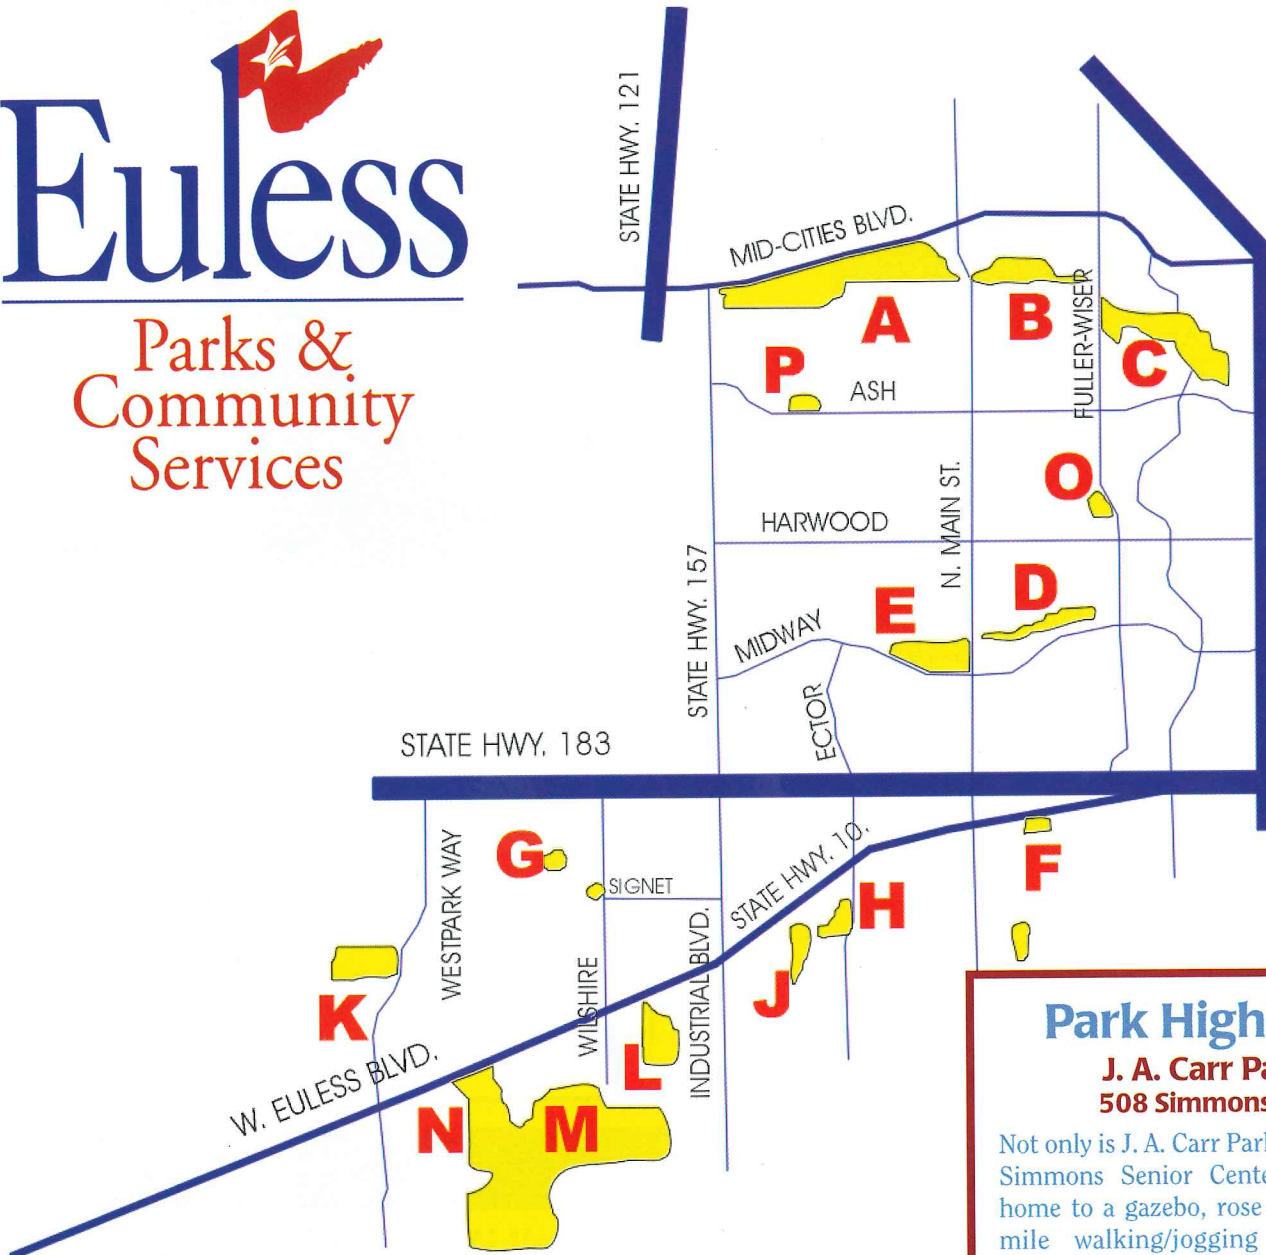 Euless
Parks &
Community
Services
STATE HWY. 121
MID-CITIES BLVD.
A
B
FULLER-WISER
C
P
ASH
O
N. MAIN ST.
HARWOOD
STATE HWY. 157
D
E
MIDWAY
ECTOR
STATE HWY. 183
G
WESTPARK WAY
SIGNET
STATE HWY. 10.
F
H
INDUSTRIAL BLVD.
WILSHIRE
J
K
L
W. EULESS BLVD.
N
M
Park High
J. A. Carr Pa
508 Simmons
Not only is J. A. Carr Park
Simmons Senior Cente
home to a gazebo, rose
mile walking/jogging